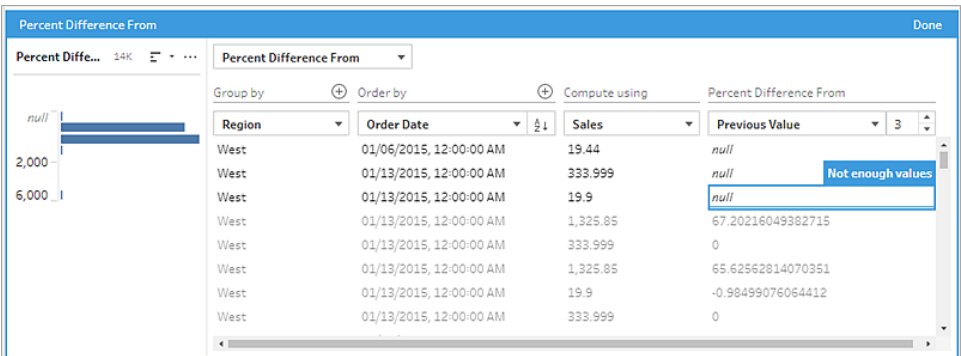 Percent Difference From Done
Percent Diffe... 14K ...
Percent Difference From
Group by Order by Compute using Percent Difference From
Region Order Date Sales Previous Value 3
null
2,000
6,000
West 01/06/2015, 12:00:00 AM 19.44 null
West 01/13/2015, 12:00:00 AM 333.999 null Not enough values
West 01/13/2015, 12:00:00 AM 19.9 null
West 01/13/2015, 12:00:00 AM 1,325.85 67.20216049382715
West 01/13/2015, 12:00:00 AM 333.999 0
West 01/13/2015, 12:00:00 AM 1,325.85 65.62562814070351
West 01/13/2015, 12:00:00 AM 19.9 -0.98499076064412
West 01/13/2015, 12:00:00 AM 333.999 0